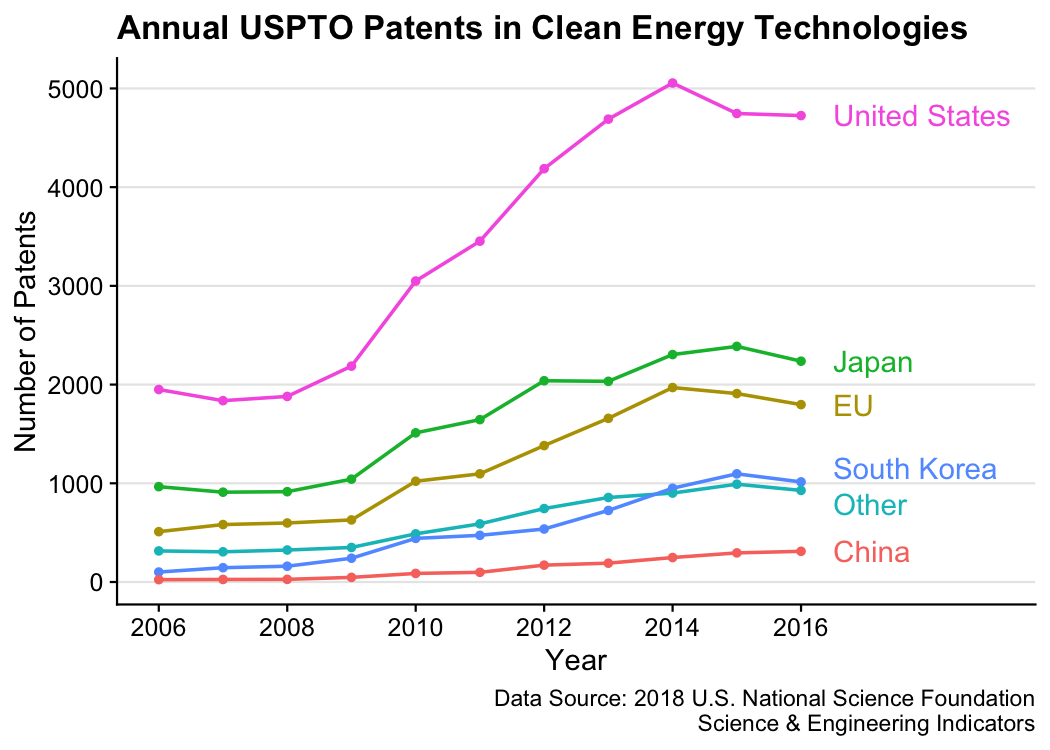 Annual USPTO Patents in Clean Energy Technologies
5000
4000
3000
2000
1000
0
Number of Patents
United States
Japan
EU
South Korea
Other
China
2006 2008 2010 2012 2014 2016
Year
Data Source: 2018 U.S. National Science Foundation
Science & Engineering Indicators